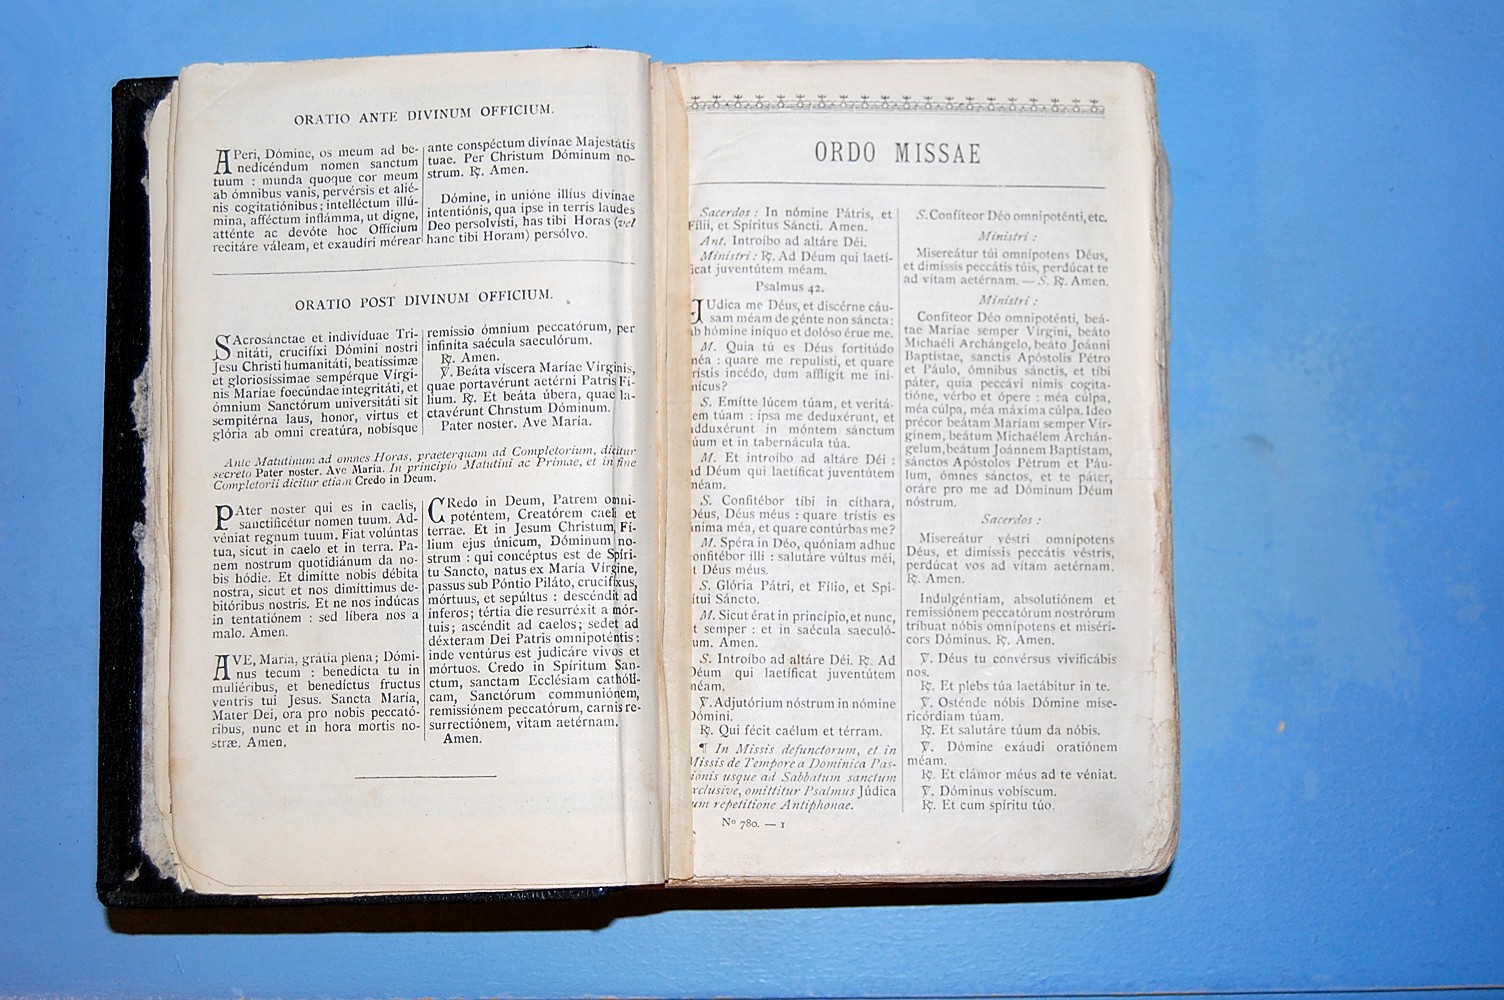 ORATIO ANTE DIVINUM OFFICIUM.
APeri, Dómine, os meum ad be-
nedicéndum nomen sanctum
tuum : munda quoque cor meum
ab ómnibus vanis, pervérsis et alié-
nis cogitatiónibus; intelléctum illú-
mina, afféctum inflámma, ut digne,
atténte ac devóte hoc Offícium
recitáre váleam, et exaudíri mérear
ante conspéctum divínae Majestátis
tuae. Per Christum Dóminum no-
strum. ℟. Amen.
Dómine, in unióne illíus divínae
intentiónis, qua ipse in terris laudes
Deo persolvísti, has tibi Horas (vel
hanc tibi Horam) persólvo.
ORATIO POST DIVINUM OFFICIUM.
SAcrosánctae et indivíduae Tri-
nitáti, crucifíxi Dómini nostri
Jesu Christi humanitáti, beatíssimæ
et gloriosíssimae sempérque Vírgi-
nis Maríae foecúndae integritáti, et
ómnium Sanctórum universitáti sit
sempitérna laus, honor, virtus et
glória ab omni creatúra, nobísque
remíssio ómnium peccatórum, per
infiníta saécula saeculórum.
℟. Amen.
℣. Beáta víscera Maríae Vírginis,
quae portavérunt aetérni Patris Fí-
lium. ℟. Et beáta úbera, quae la-
ctavérunt Christum Dóminum.
Pater noster. Ave María.
Ante Matutinum ad omnes Horas, praeterquam ad Completorium, dicitur
secreto Pater noster. Ave Maria. In principio Matutini ac Primae, et in fine
Completorii dicitur etiam Credo in Deum.
PAter noster qui es in caelis,
sanctificétur nomen tuum. Ad-
véniat regnum tuum. Fiat volúntas
tua, sicut in caelo et in terra. Pa-
nem nostrum quotidiánum da no-
bis hódie. Et dimítte nobis débita
nostra, sicut et nos dimíttimus de-
bitóribus nostris. Et ne nos indúcas
in tentatiónem : sed líbera nos a
malo. Amen.
AVE, María, grátia plena; Dómi-
nus tecum : benedícta tu in
muliéribus, et benedíctus fructus
ventris tui Jesus. Sancta María,
Mater Dei, ora pro nobis peccató-
ribus, nunc et in hora mortis no-
stræ. Amen.
CRedo in Deum, Patrem omni-
poténtem, Creatórem caeli et
terrae. Et in Jesum Christum, Fí-
lium ejus únicum, Dóminum no-
strum : qui concéptus est de Spíri-
tu Sancto, natus ex María Vírgine,
passus sub Póntio Piláto, crucifíxus,
mórtuus, et sepúltus : descéndit ad
ínferos; tértia die resurréxit a mór-
tuis; ascéndit ad caelos; sedet ad
déxteram Dei Patris omnipoténtis :
inde ventúrus est judicáre vivos et
mórtuos. Credo in Spíritum San-
ctum, sanctam Ecclésiam cathóli-
cam, Sanctórum communiónem,
remissiónem peccatórum, carnis re-
surrectiónem, vitam aetérnam.
Amen.
ORDO MISSAE
Sacerdos : In nómine Pátris, et
Fílii, et Spíritus Sáncti. Amen.
Ant. Introíbo ad altáre Déi.
Ministri : ℟. Ad Déum qui laetí-
icat juventútem méam.
Psalmus 42.
JUdica me Déus, et discérne cáu-
sam méam de génte non sáncta:
ab hómine iníquo et dolóso érue me.
M. Quia tú es Déus fortitúdo
méa : quare me repulísti, et quare
rístis incédo, dum afflígit me ini-
mícus?
S. Emítte lúcem túam, et veritá-
em túam : ípsa me deduxérunt, et
adduxérunt in móntem sánctum
úum et in tabernácula túa.
M. Et introíbo ad altáre Déi :
ad Déum qui laetíficat juventútem
méam.
S. Confitébor tíbi in cíthara,
Déus, Déus méus : quare trístis es
ánima méa, et quare contúrbas me?
M. Spéra in Déo, quóniam adhuc
onfitébor illi : salutáre vúltus méi,
t Déus méus.
S. Glória Pátri, et Fílio, et Spi-
ítui Sáncto.
M. Sicut érat in princípio, et nunc,
t semper : et in saécula saeculó-
um. Amen.
S. Introíbo ad altáre Déi. ℟. Ad
Déum qui laetíficat juventútem
méam.
℣. Adjutórium nóstrum in nómine
Dómini.
℟. Qui fécit caélum et térram.
¶ In Missis defunctorum, et in
Missis de Tempore a Dominica Pas-
ionis usque ad Sabbatum sanctum
xclusive, omittitur Psalmus Júdica
um repetitione Antiphonae.
Nº 780. — 1
S. Confíteor Déo omnipoténti, etc.
Ministri :
Misereátur túi omnípotens Déus,
et dimíssis peccátis túis, perdúcat te
ad vítam aetérnam. — S. ℟. Amen.
Ministri :
Confíteor Déo omnipoténti, beá-
tae Maríae semper Vírgini, beáto
Michaéli Archángelo, beáto Joánni
Baptístae, sanctis Apóstolis Pétro
et Páulo, ómnibus sánctis, et tíbi
páter, quia peccávi nimis cogita-
tióne, vérbo et ópere : méa cúlpa,
méa cúlpa, méa máxima cúlpa. Ideo
précor beátam Maríam semper Vír-
ginem, beátum Michaélem Archán-
gelum, beátum Joánnem Baptístam,
sánctos Apóstolos Pétrum et Páu-
lum, ómnes sánctos, et te páter,
oráre pro me ad Dóminum Déum
nóstrum.
Sacerdos :
Misereátur véstri omnípotens
Déus, et dimíssis peccátis véstris,
perdúcat vos ad vítam aetérnam.
℟. Amen.
Indulgéntiam, absolutiónem et
remissiónem peccatórum nostrórum
tríbuat nóbis omnípotens et miséri-
cors Dóminus. ℟. Amen.
℣. Déus tu convérsus vivificábis
nos.
℟. Et plebs túa laetábitur in te.
℣. Osténde nóbis Dómine mise-
ricórdiam túam.
℟. Et salutáre túum da nóbis.
℣. Dómine exáudi oratiónem
méam.
℟. Et clámor méus ad te véniat.
℣. Dóminus vobíscum.
℟. Et cum spíritu túo.